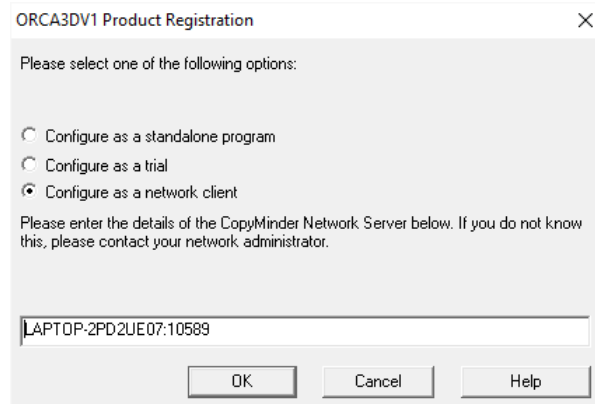 ORCA3DV1 Product Registration
Please select one of the following options:
Configure as a standalone program
Configure as a trial
Configure as a network client
Please enter the details of the CopyMinder Network Server below. If you do not know
this, please contact your network administrator.
LAPTOP-2PD2UE07:10589
OK Cancel Help